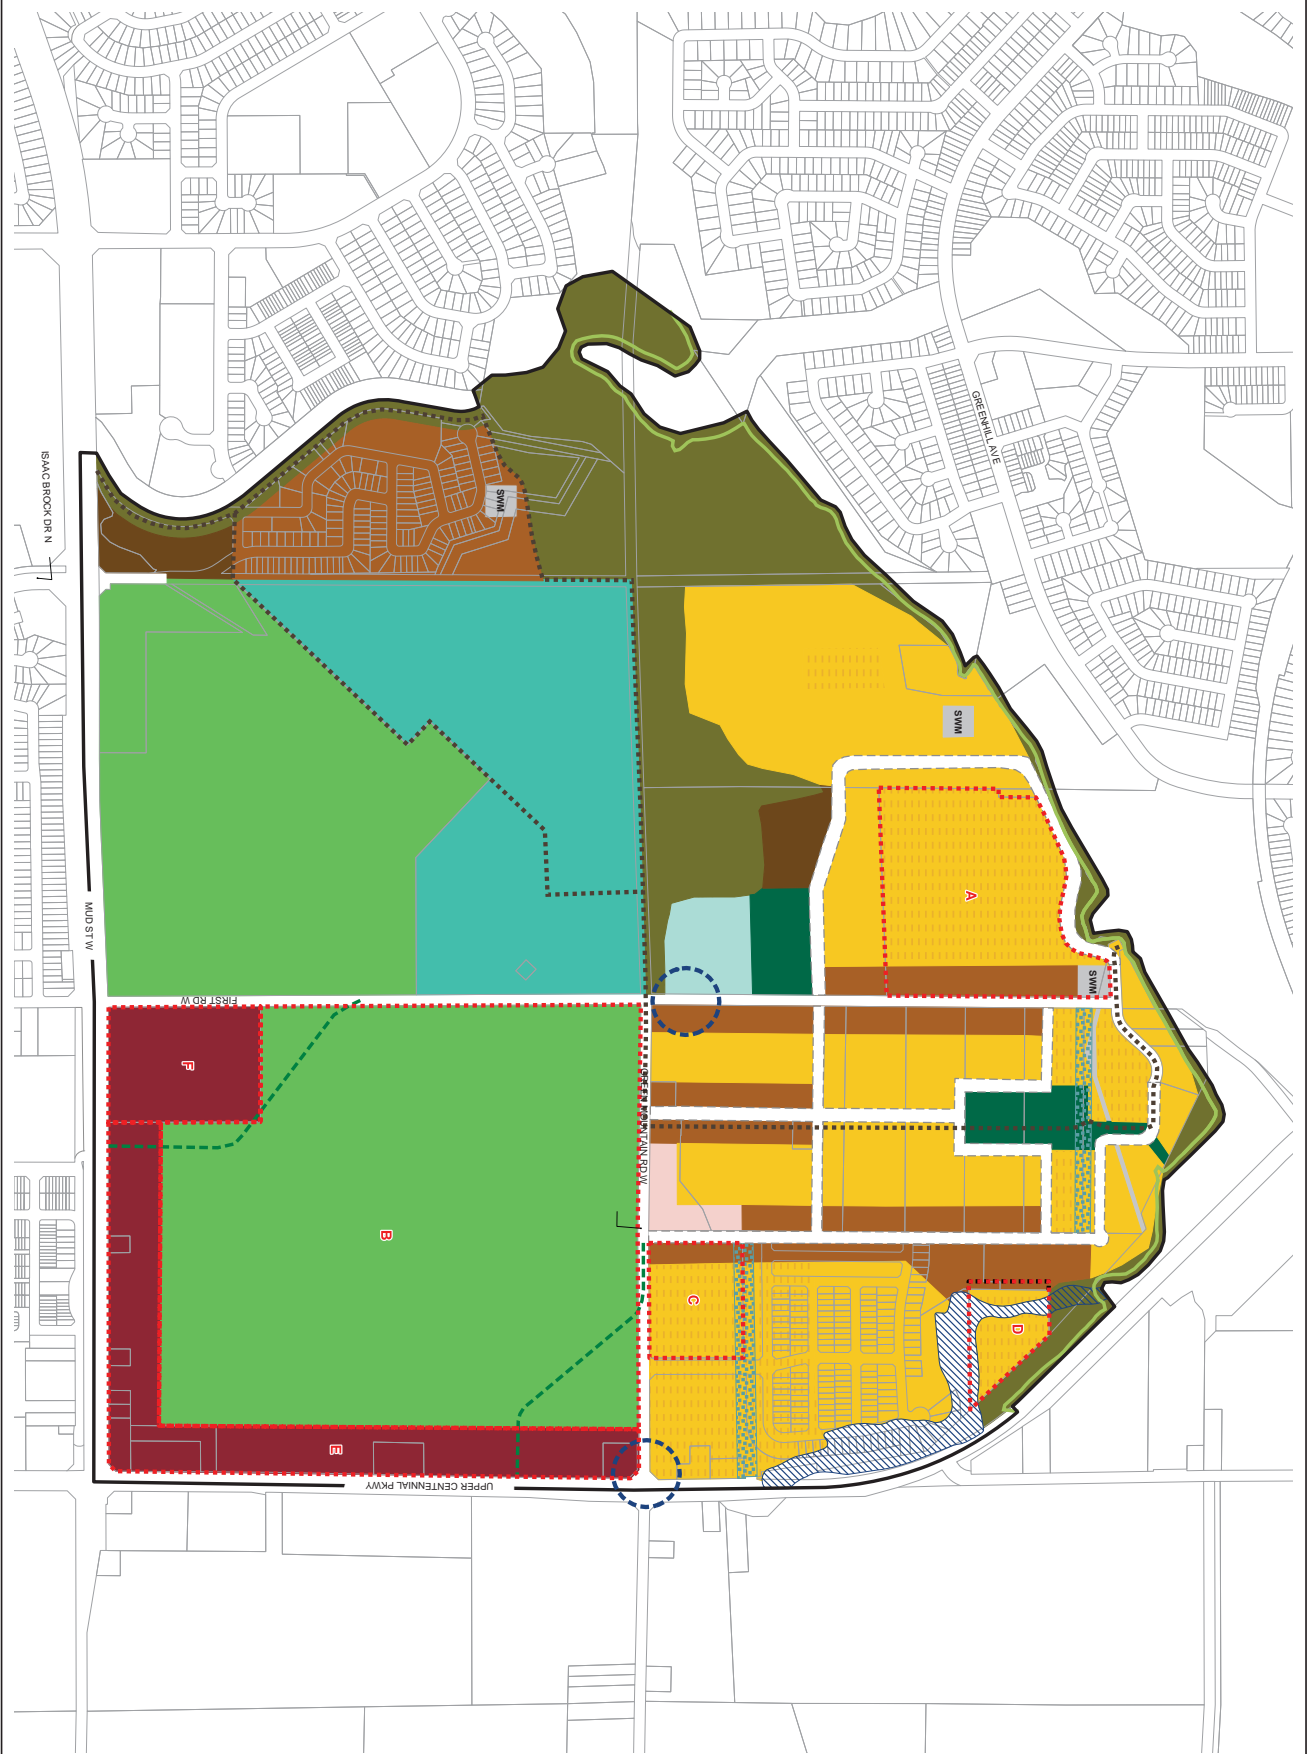 GREENHILL AVE
ISAAC BROCK DR N
SWM
SWM
A
SWM
MUD ST W
FIRST RD W
F
GREEN MOUNTAIN RD W
B
C
D
E
UPPER CENTENNIAL PKWY